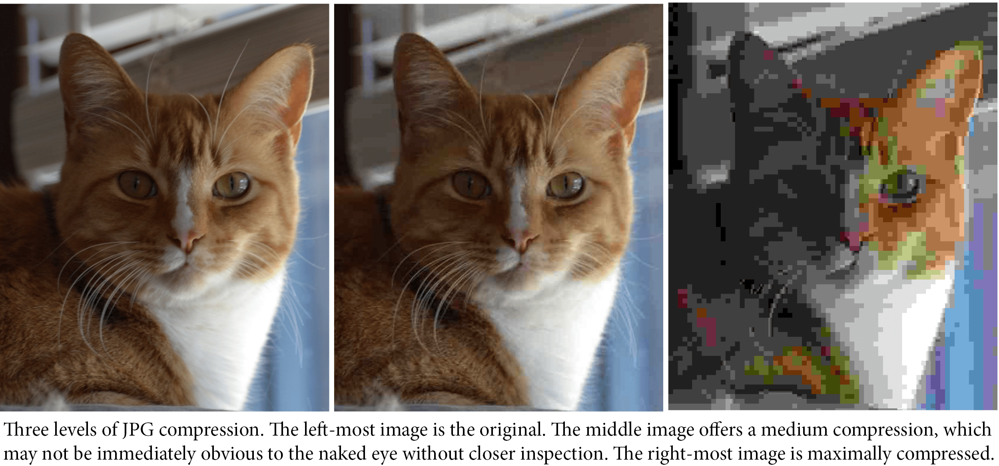 Three levels of JPG compression. The left-most image is the original. The middle image offers a medium compression, which
may not be immediately obvious to the naked eye without closer inspection. The right-most image is maximally compressed.